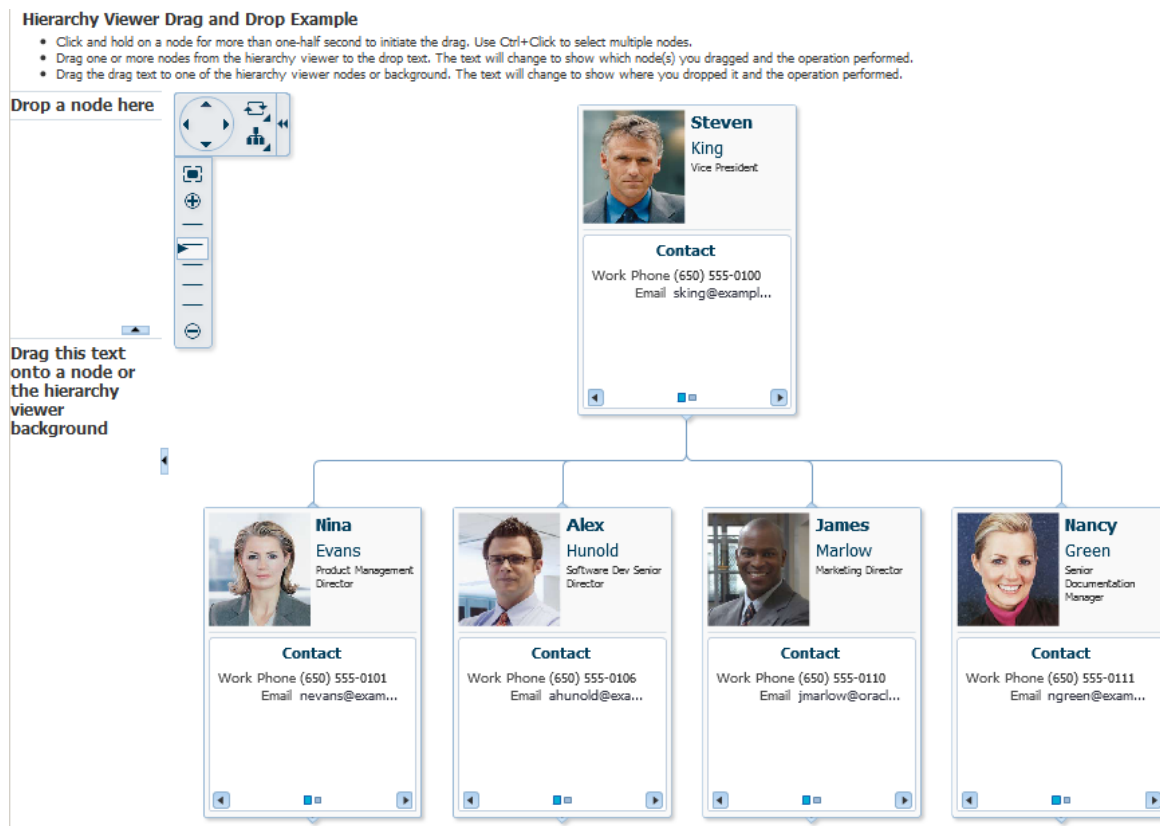 Hierarchy Viewer Drag and Drop Example
Click and hold on a node for more than one-half second to initiate the drag. Use Ctrl+Click to select multiple nodes.
Drag one or more nodes from the hierarchy viewer to the drop text. The text will change to show which node(s) you dragged and the operation performed.
Drag the drag text to one of the hierarchy viewer nodes or background. The text will change to show where you dropped it and the operation performed.
Drop a node here
Drag this text
onto a node or
the hierarchy
viewer
background
Steven
King
Vice President
Contact
Work Phone (650) 555-0100
Email sking@exampl...
Nina
Evans
Product Management
Director
Contact
Work Phone (650) 555-0101
Email nevans@exam...
Alex
Hunold
Software Dev Senior
Director
Contact
Work Phone (650) 555-0106
Email ahunold@exa...
James
Marlow
Marketing Director
Contact
Work Phone (650) 555-0110
Email jmarlow@oracl...
Nancy
Green
Senior
Documentation
Manager
Contact
Work Phone (650) 555-0111
Email ngreen@exam...